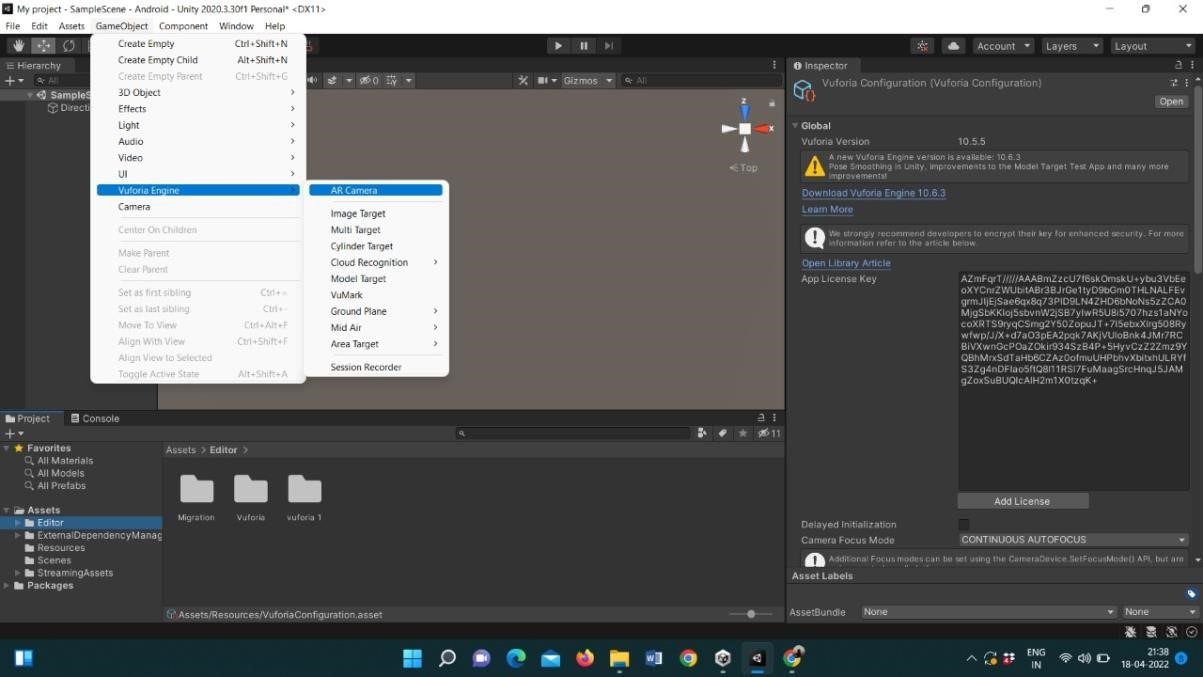 My project - SampleScene - Android - Unity 2020.3.30f1 Personal* <DX11>
File Edit Assets GameObject Component Window Help
Account Layers Layout
Hierarchy
All
SampleS
Directi
Create Empty Ctrl+Shift+N
Create Empty Child Alt+Shift+N
Create Empty Parent Ctrl+Shift+G
3D Object
Effects
Light
Audio
Video
UI
Vuforia Engine
Camera
Center On Children
Make Parent
Clear Parent
Set as first sibling Ctrl+=
Set as last sibling Ctrl+-
Move To View Ctrl+Alt+F
Align With View Ctrl+Shift+F
Align View to Selected
Toggle Active State Alt+Shift+A
AR Camera
Image Target
Multi Target
Cylinder Target
Cloud Recognition
Model Target
VuMark
Ground Plane
Mid Air
Area Target
Session Recorder
0 Gizmos All
z
x
Top
Inspector
Vuforia Configuration (Vuforia Configuration)
Open
Global
Vuforia Version 10.5.5
A new Vuforia Engine version is available: 10.6.3
Pose Smoothing in Unity, improvements to the Model Target Test App and many more
improvements!
Download Vuforia Engine 10.6.3
Learn More
We strongly recommend developers to encrypt their key for enhanced security. For more
information refer to the article below.
Open Library Article
App License Key
Add License
Delayed Initialization
Camera Focus Mode CONTINUOUS AUTOFOCUS
Additional Focus modes can be set using the CameraDevice.SetFocusMode() API, but are
Asset Labels
AssetBundle None None
Project Console
11
Favorites
All Materials
All Models
All Prefabs
Assets
Editor
ExternalDependencyManag
Resources
Scenes
StreamingAssets
Packages
Assets > Editor >
Migration Vuforia vuforia 1
Assets/Resources/VuforiaConfiguration.asset
ENG
IN
21:38
18-04-2022